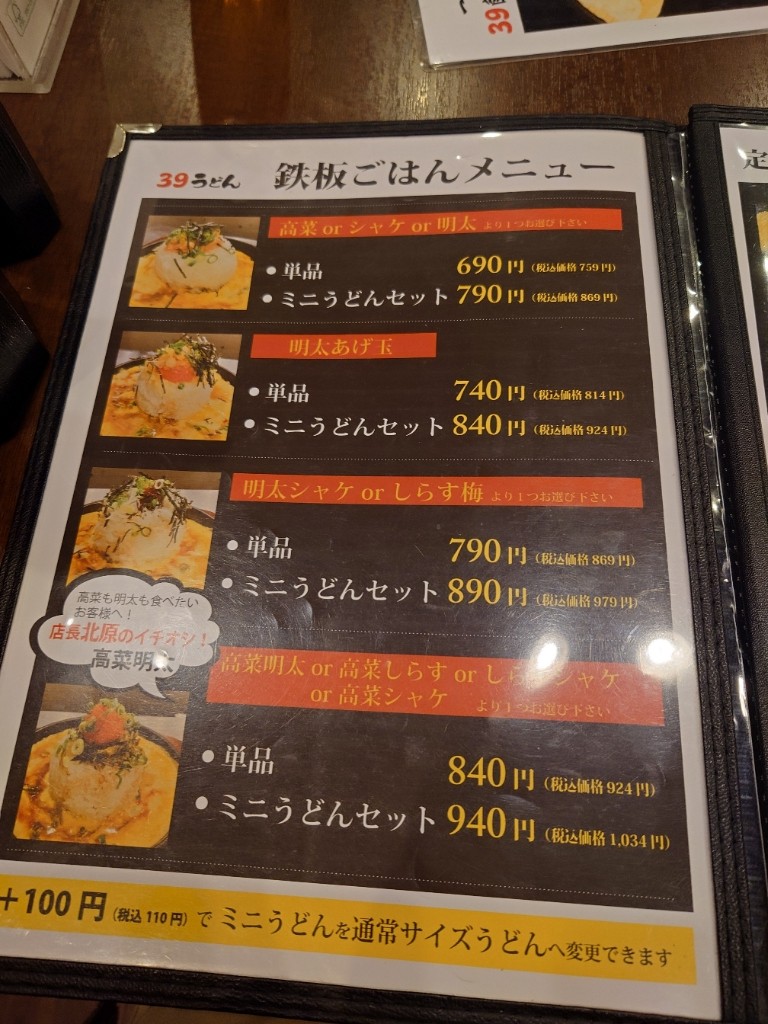 39
39うどん 鉄板ごはんメニュー
定
高菜 or シャケ or 明太 より1つお選び下さい
● 単品 690円 (税込価格 759円)
● ミニうどんセット 790円 (税込価格 869円)
明太あげ玉
● 単品 740円 (税込価格 814円)
● ミニうどんセット 840円 (税込価格 924円)
明太シャケ or しらす梅 より1つお選び下さい
● 単品 790円 (税込価格 869円)
● ミニうどんセット 890円 (税込価格 979円)
高菜も明太も食べたい
お客様へ!
店長北原のイチオシ!
高菜明太
高菜明太 or 高菜しらす or しら シャケ
or 高菜シャケ より1つお選び下さい
● 単品 840円 (税込価格 924円)
● ミニうどんセット 940円 (税込価格 1,034円)
+100円 (税込 110円) で ミニうどんを通常サイズうどんへ変更できます